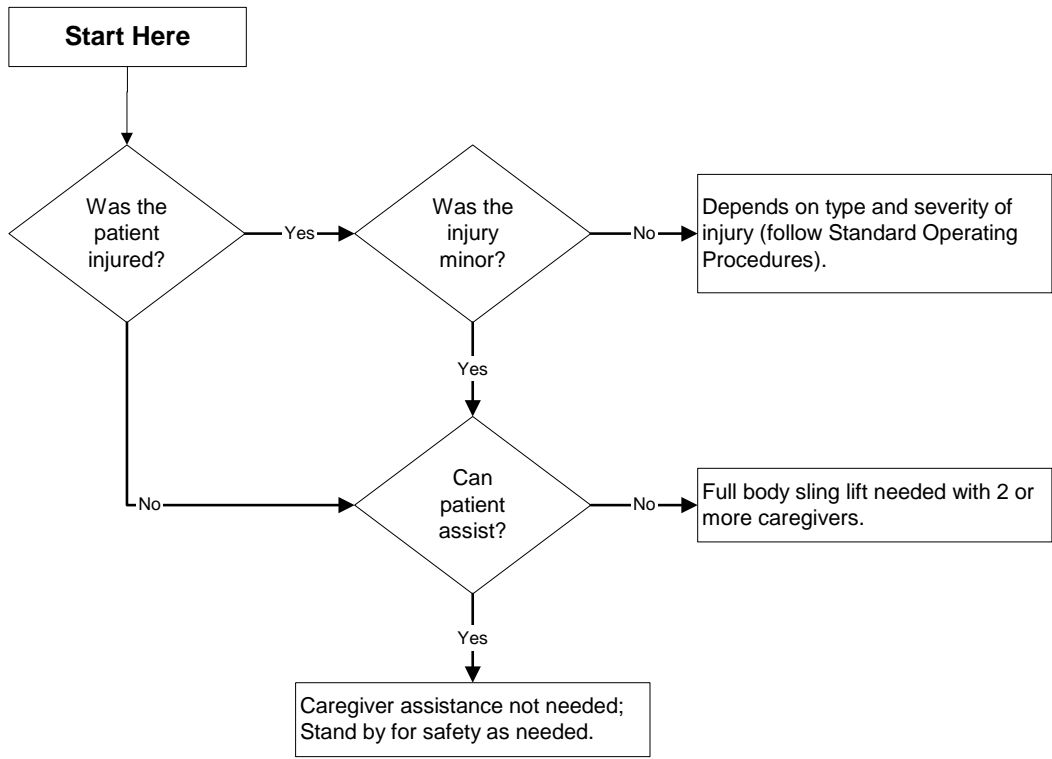 Start Here
Was the
patient
injured?
Yes
Was the
injury
minor?
No
Depends on type and severity of
injury (follow Standard Operating
Procedures).
Yes
No
Can
patient
assist?
No
Full body sling lift needed with 2 or
more caregivers.
Yes
Caregiver assistance not needed;
Stand by for safety as needed.